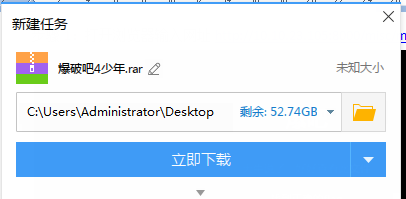 新建任务
爆破吧4少年.rar
未知大小
C:\Users\Administrator\Desktop
剩余: 52.74GB
立即下载